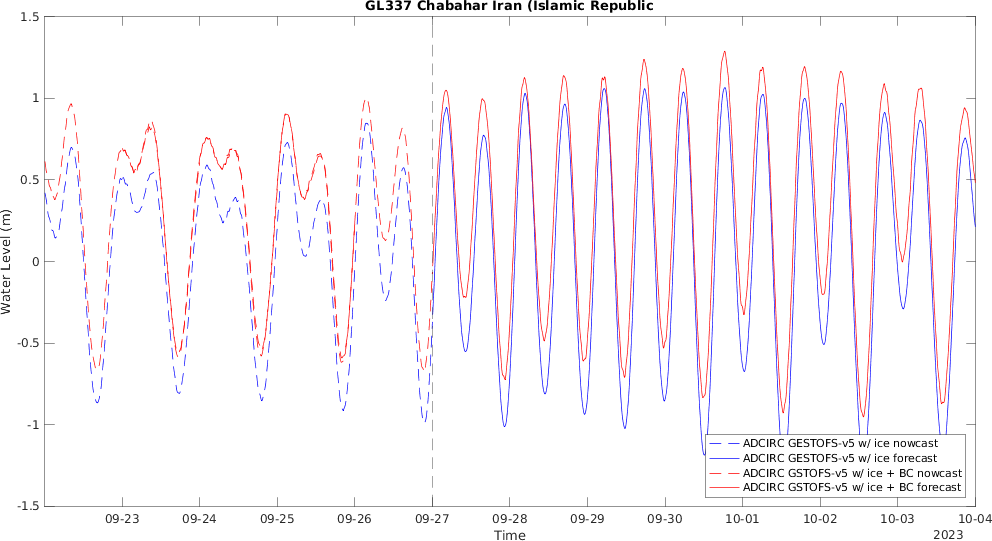 GL337 Chabahar Iran (Islamic Republic
1.5
1
0.5
0
-0.5
-1
-1.5
Water Level (m)
09-23 09-24 09-25 09-26 09-27 09-28 09-29 09-30 10-01 10-02 10-03 10-04
Time
2023
ADCIRC GESTOFS-v5 w/ ice nowcast
ADCIRC GESTOFS-v5 w/ ice forecast
ADCIRC GSTOFS-v5 w/ ice + BC nowcast
ADCIRC GSTOFS-v5 w/ ice + BC forecast